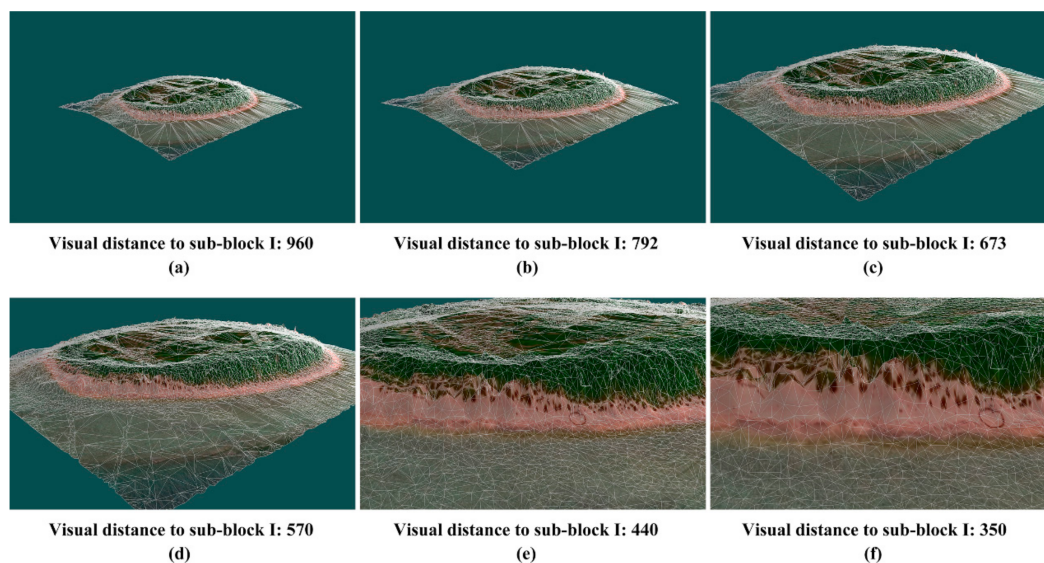 Visual distance to sub-block I: 960
(a)
Visual distance to sub-block I: 792
(b)
Visual distance to sub-block I: 673
(c)
Visual distance to sub-block I: 570
(d)
Visual distance to sub-block I: 440
(e)
Visual distance to sub-block I: 350
(f)